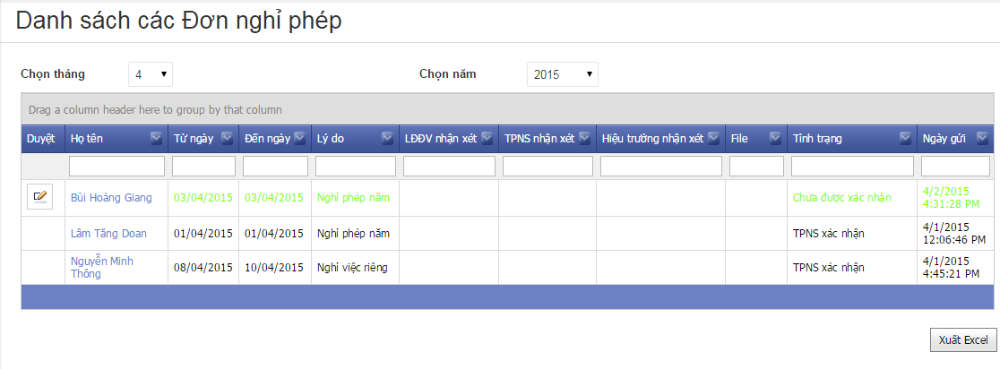 Danh sách các Đơn nghỉ phép
Chọn tháng 4 Chọn năm 2015
Drag a column header here to group by that column
Duyệt Họ tên Từ ngày Đến ngày Lý do LĐĐV nhận xét TPNS nhận xét Hiệu trưởng nhận xét File Tình trạng Ngày gửi
Bùi Hoàng Giang 03/04/2015 03/04/2015 Nghỉ phép năm Chưa được xác nhận 4/2/2015
4:31:28 PM
Lâm Tăng Doan 01/04/2015 01/04/2015 Nghỉ phép năm TPNS xác nhận 4/1/2015
12:06:46 PM
Nguyễn Minh 08/04/2015 10/04/2015 Nghỉ việc riêng TPNS xác nhận 4/1/2015
Thông 4:45:21 PM
Xuất Excel